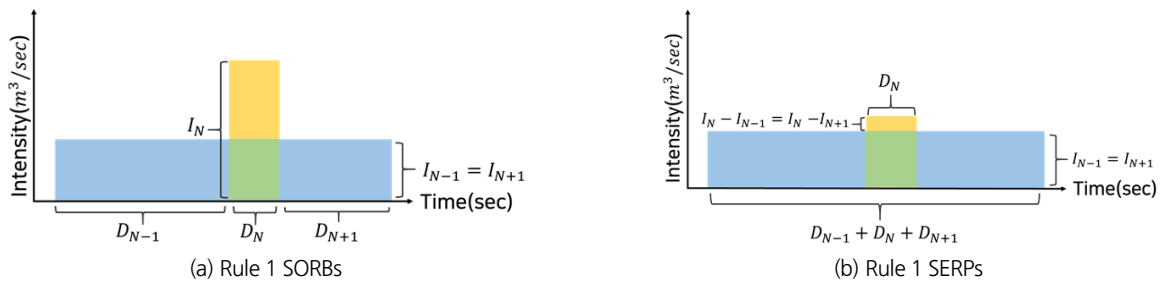 Intensity(m³/sec)
I_N
I_{N−1} = I_{N+1}
Time(sec)
D_{N−1}
D_N
D_{N+1}
(a) Rule 1 SORBs
Intensity(m³/sec)
D_N
I_N − I_{N−1} = I_N −I_{N+1}
I_{N−1} = I_{N+1}
Time(sec)
D_{N−1} + D_N + D_{N+1}
(b) Rule 1 SERPs